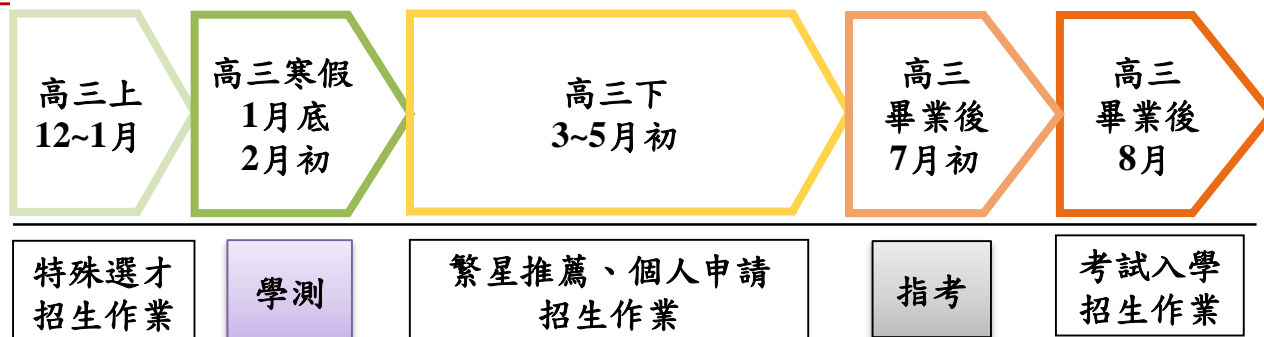 高三上
12~1月
高三寒假
1月底
2月初
高三下
3~5月初
高三
畢業後
7月初
高三
畢業後
8月
特殊選才
招生作業
學測
繁星推薦、個人申請
招生作業
指考
考試入學
招生作業